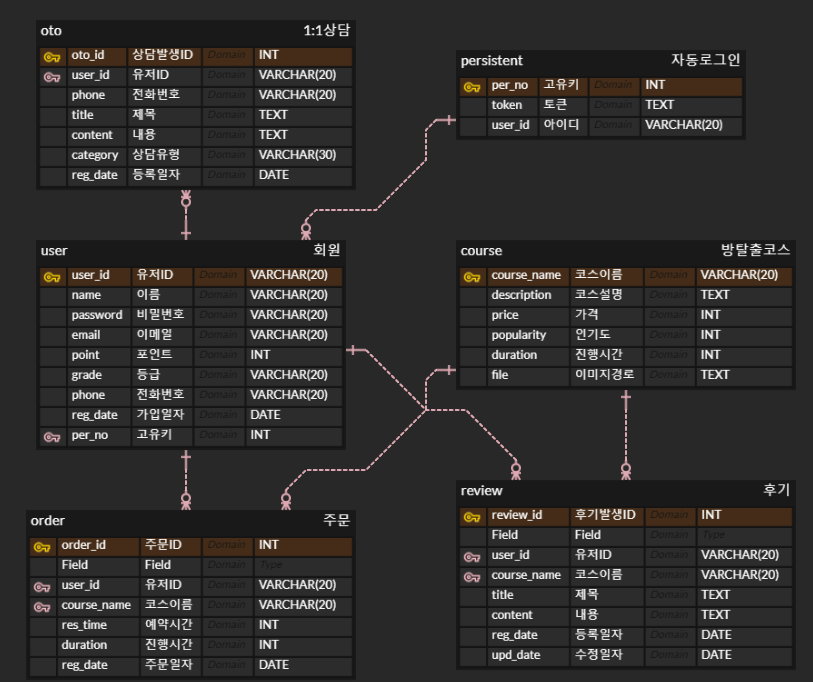 oto 1:1상담
oto_id 상담발생ID Domain INT
user_id 유저ID Domain VARCHAR(20)
phone 전화번호 Domain VARCHAR(20)
title 제목 Domain TEXT
content 내용 Domain TEXT
category 상담유형 Domain VARCHAR(30)
reg_date 등록일자 Domain DATE
persistent 자동로그인
per_no 고유키 Domain INT
token 토큰 Domain TEXT
user_id 아이디 Domain VARCHAR(20)
user 회원
user_id 유저ID Domain VARCHAR(20)
name 이름 Domain VARCHAR(20)
password 비밀번호 Domain VARCHAR(20)
email 이메일 Domain VARCHAR(20)
point 포인트 Domain INT
grade 등급 Domain VARCHAR(20)
phone 전화번호 Domain VARCHAR(20)
reg_date 가입일자 Domain DATE
per_no 고유키 Domain INT
course 방탈출코스
course_name 코스이름 Domain VARCHAR(20)
description 코스설명 Domain TEXT
price 가격 Domain INT
popularity 인기도 Domain INT
duration 진행시간 Domain INT
file 이미지경로 Domain TEXT
order 주문
order_id 주문ID Domain INT
Field Field Domain Type
user_id 유저ID Domain VARCHAR(20)
course_name 코스이름 Domain VARCHAR(20)
res_time 예약시간 Domain INT
duration 진행시간 Domain INT
reg_date 주문일자 Domain DATE
review 후기
review_id 후기발생ID Domain INT
Field Field Domain Type
user_id 유저ID Domain VARCHAR(20)
course_name 코스이름 Domain VARCHAR(20)
title 제목 Domain TEXT
content 내용 Domain TEXT
reg_date 등록일자 Domain DATE
upd_date 수정일자 Domain DATE